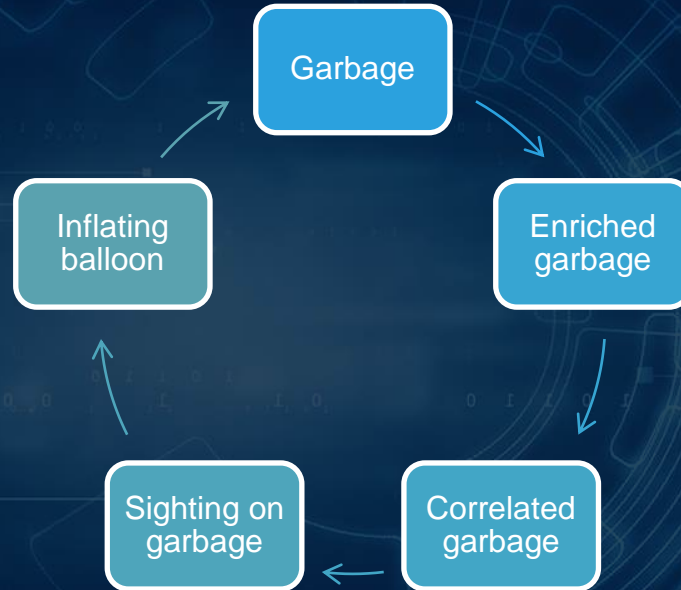 Garbage
Enriched
garbage
Correlated
garbage
Sighting on
garbage
Inflating
balloon